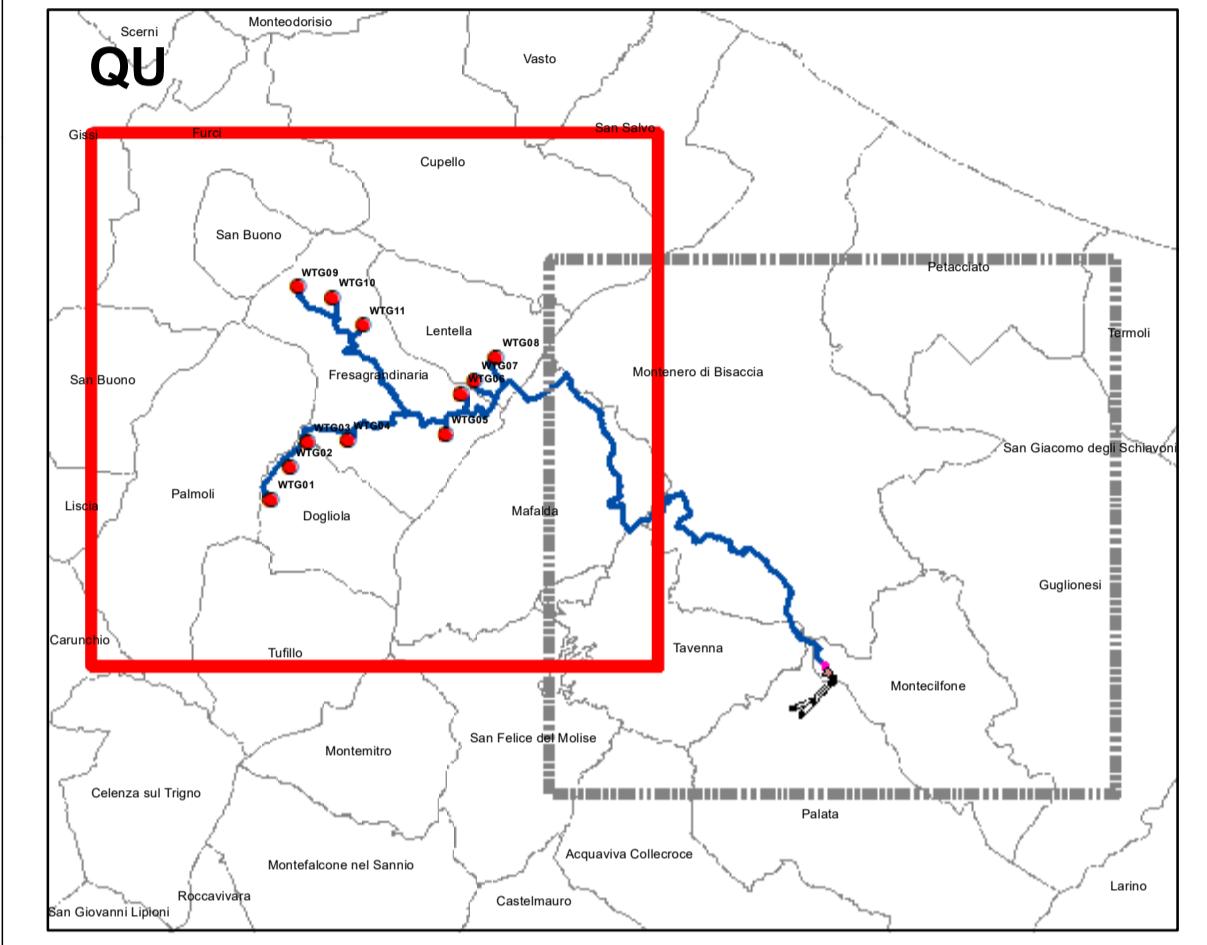 Scerni
Monteodorisio
QU
Vasto
Gissi
Furci
San Salvo
Cupello
San Buono
WTG09
Petacciato
WTG10
WTG11
Lentella
Termoli
WTG08
WTG07
Fresagrandinaria
Montenero di Bisaccia
San Buono
WTG06
WTG05
WTG03
WTG04
San Giacomo degli Schiavoni
WTG02
WTG01
Palmoli
Liscia
Dogliola
Mafalda
Guglionesi
Carunchio
Tufillo
Tavenna
Montecilfone
San Felice del Molise
Montemitro
Celenza sul Trigno
Palata
Acquaviva Collecroce
Montefalcone nel Sannio
Larino
Roccavivara
Castelmauro
San Giovanni Lipioni